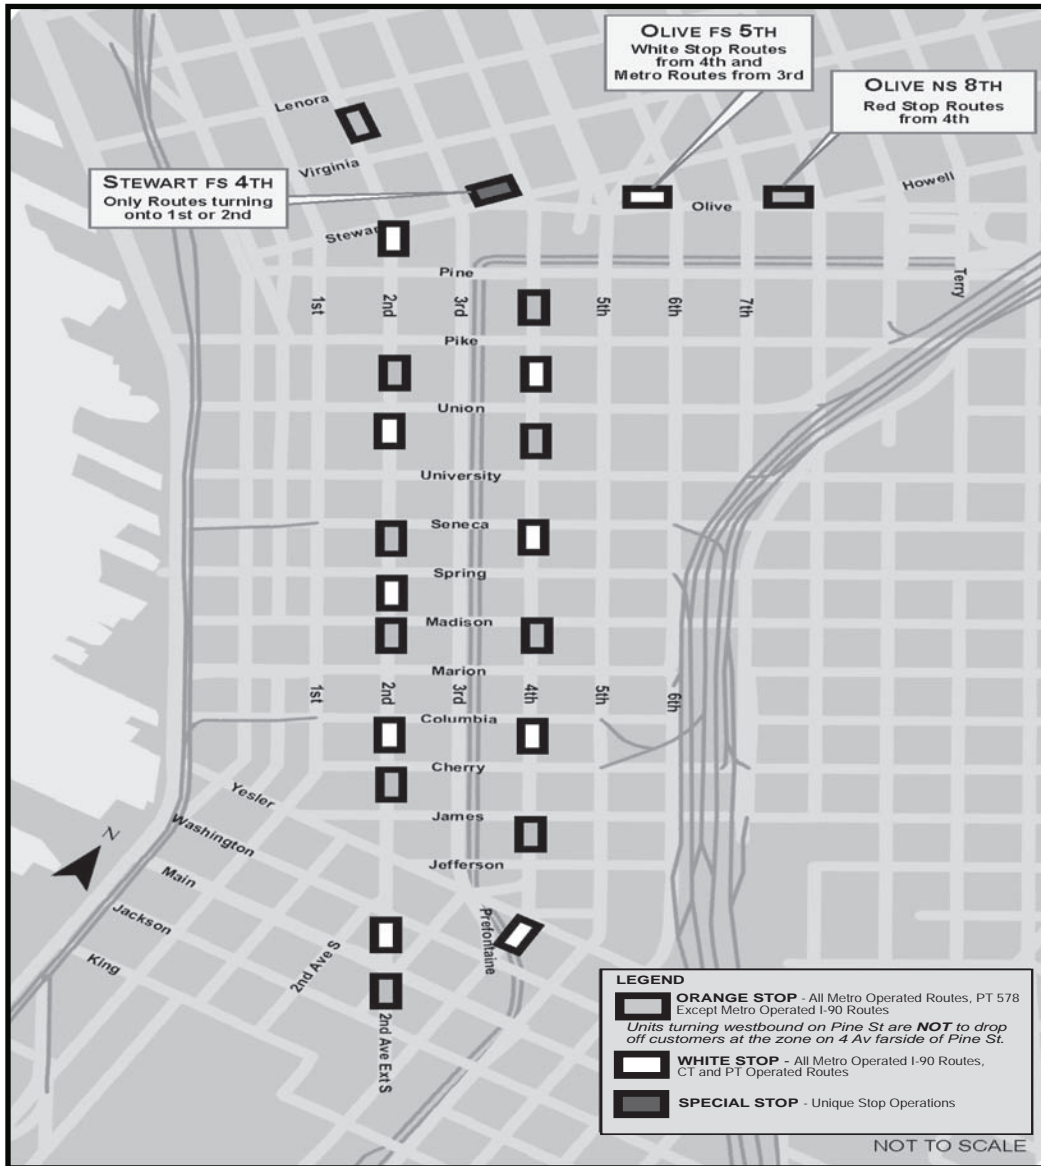 OLIVE FS 5TH
White Stop Routes
from 4th and
Metro Routes from 3rd
OLIVE NS 8TH
Red Stop Routes
from 4th
Lenora
Virginia
STEWART FS 4TH
Only Routes turning
onto 1st or 2nd
Howell
Olive
Stewar
Pine
Terry
1st
2nd
3rd
5th
6th
7th
Pike
Union
University
Seneca
Spring
Madison
Marion
1st
2nd
3rd
4th
5th
6th
Columbia
Cherry
Yesler
James
Washington
N
Jefferson
Main
Jackson
King
2nd Ave S
Prefontaine
2nd Ave Ext S
LEGEND
ORANGE STOP - All Metro Operated Routes, PT 578
Except Metro Operated I-90 Routes
Units turning westbound on Pine St are NOT to drop
off customers at the zone on 4 Av farside of Pine St.
WHITE STOP - All Metro Operated I-90 Routes,
CT and PT Operated Routes
SPECIAL STOP - Unique Stop Operations
NOT TO SCALE